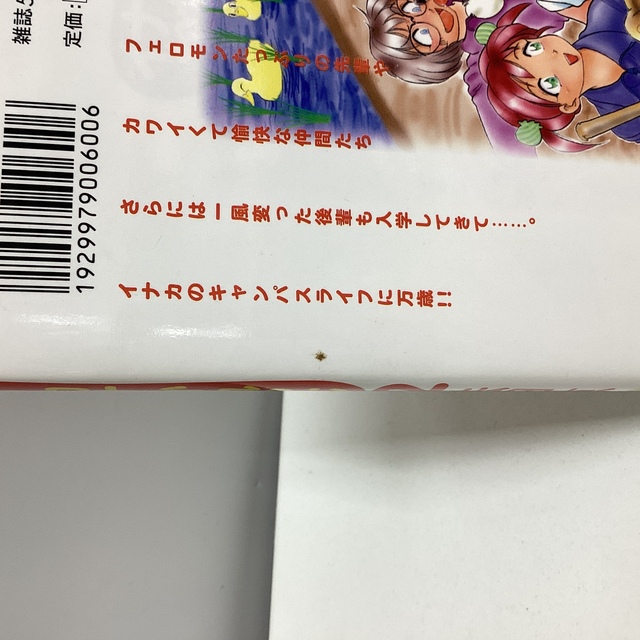 フェロモンたっぷりの先輩や
カワイくて愉快な仲間たち
さらには一風変った後輩も入学してきて……。
イナカのキャンパスライフに万歳!!
雑誌
定価:
1929979006006